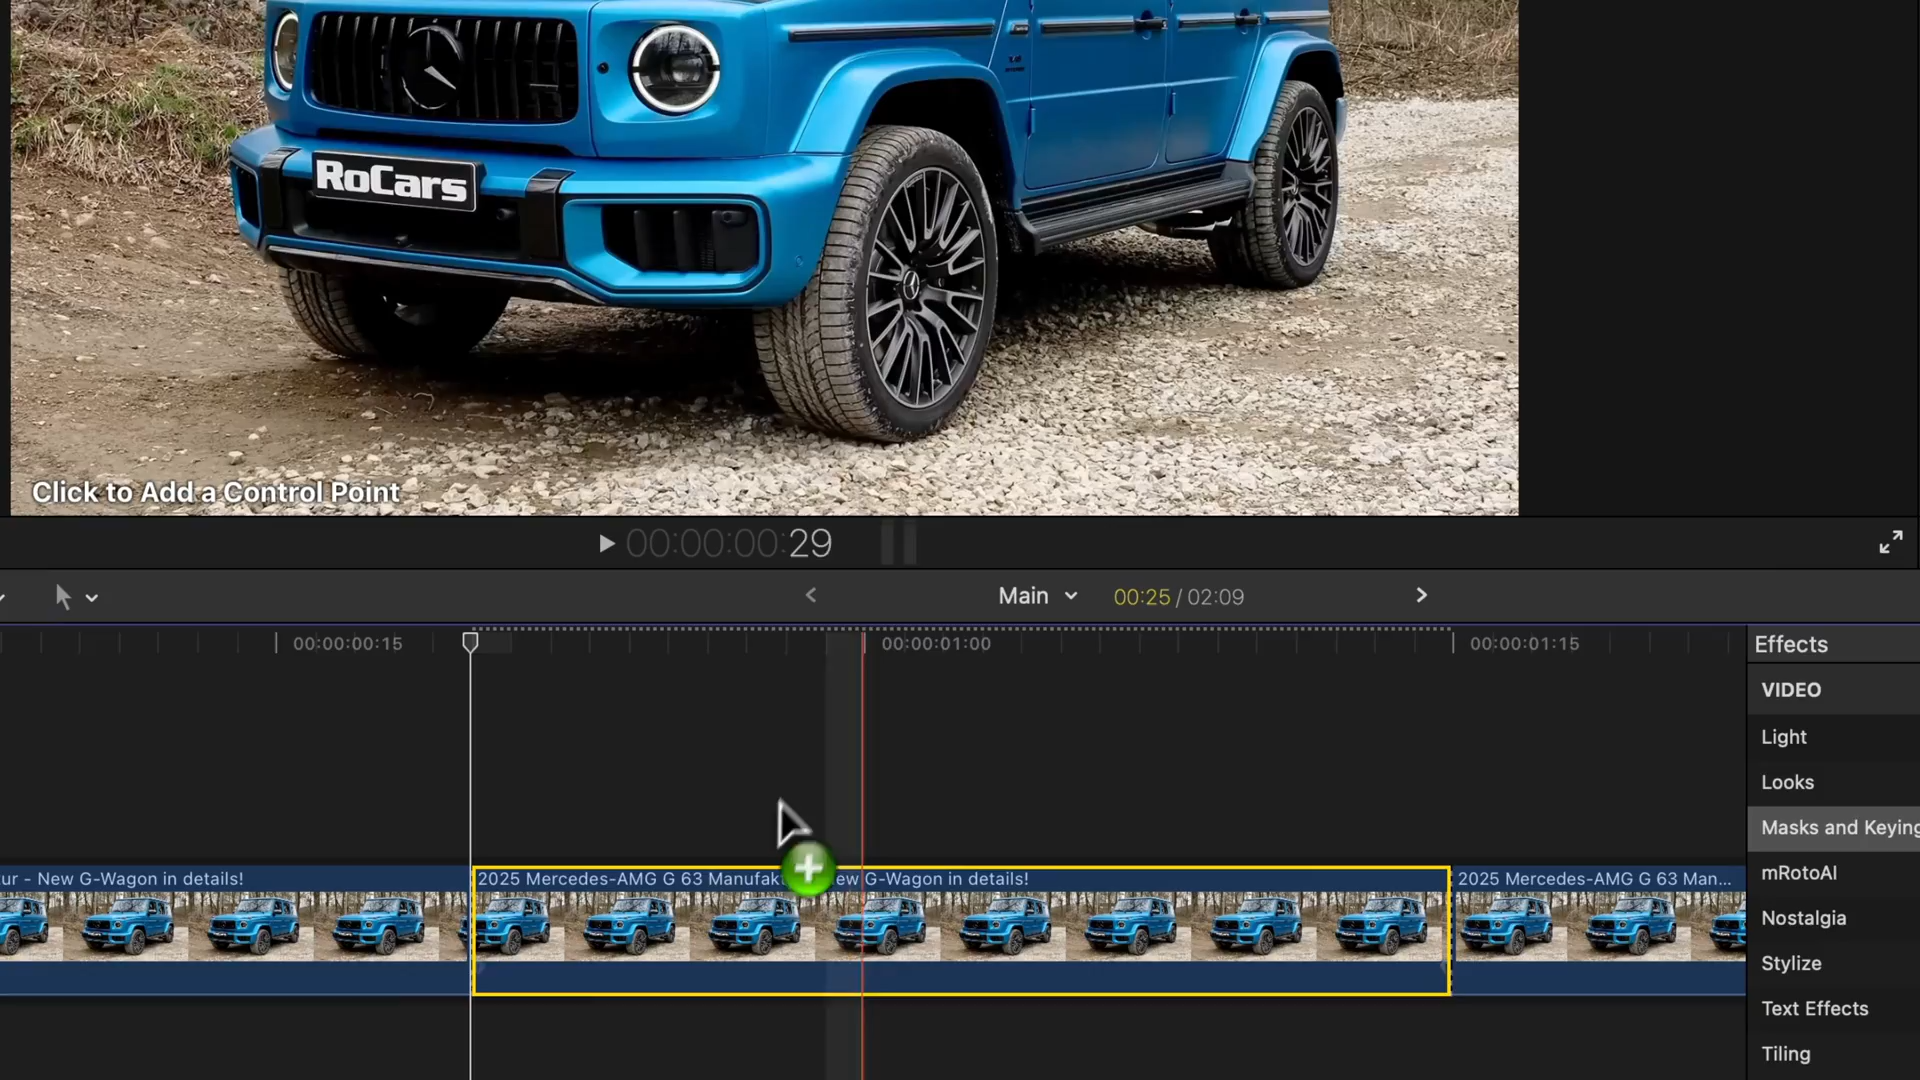 RoCars
Click to Add a Control Point
00:00:00:29
Main 00:25 / 02:09
00:00:00:15 00:00:01:00 00:00:01:15
Effects
VIDEO
Light
Looks
Masks and Keying
mRotoAI
Nostalgia
Stylize
Text Effects
Tiling
ur - New G-Wagon in details!
2025 Mercedes-AMG G 63 Manufakt ew G-Wagon in details!
2025 Mercedes-AMG G 63 Man...